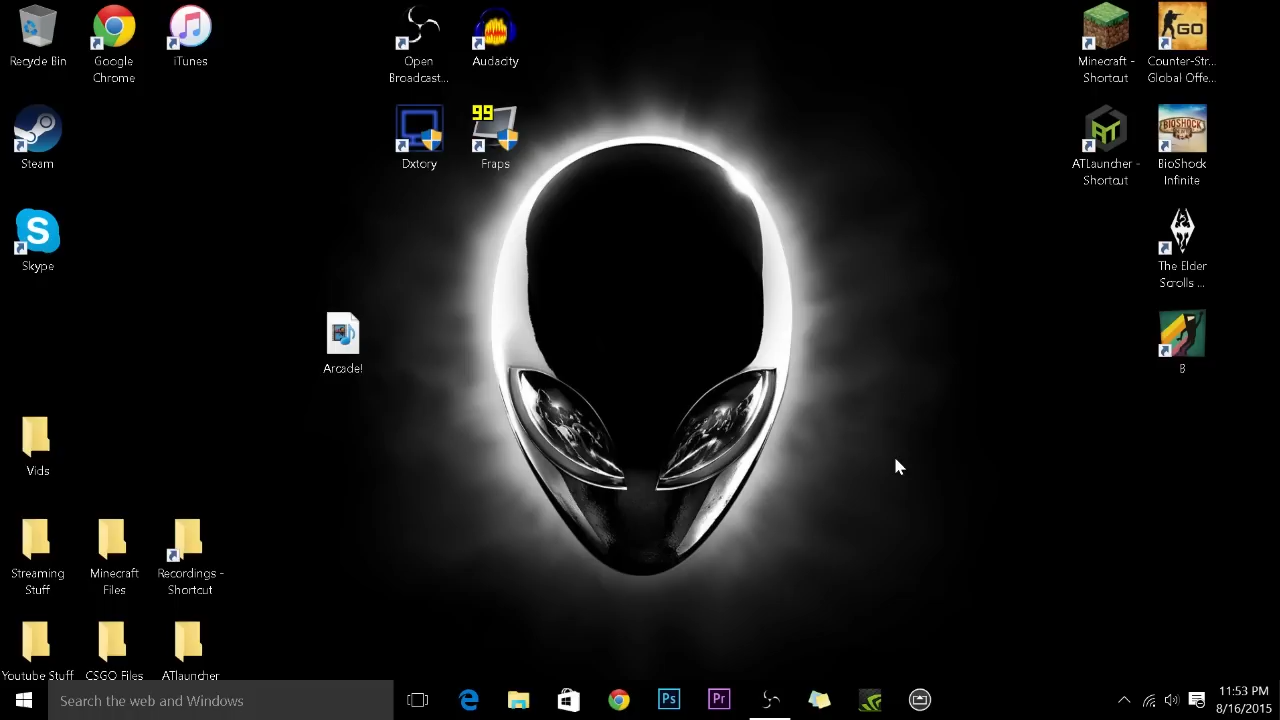 Recycle Bin
Google
Chrome
iTunes
Open
Broadcast...
Audacity
Minecraft -
Shortcut
Counter-Str...
Global Offe...
GO
Steam
Dxtory
99
Fraps
ATLauncher -
Shortcut
BIOSHOCK
BioShock
Infinite
Skype
The Elder
Scrolls ...
Arcade!
8
Vids
Streaming
Stuff
Minecraft
Files
Recordings -
Shortcut
Youtube Stuff
CSGO Files
ATlauncher
Search the web and Windows
Ps
Pr
11:53 PM
8/16/2015